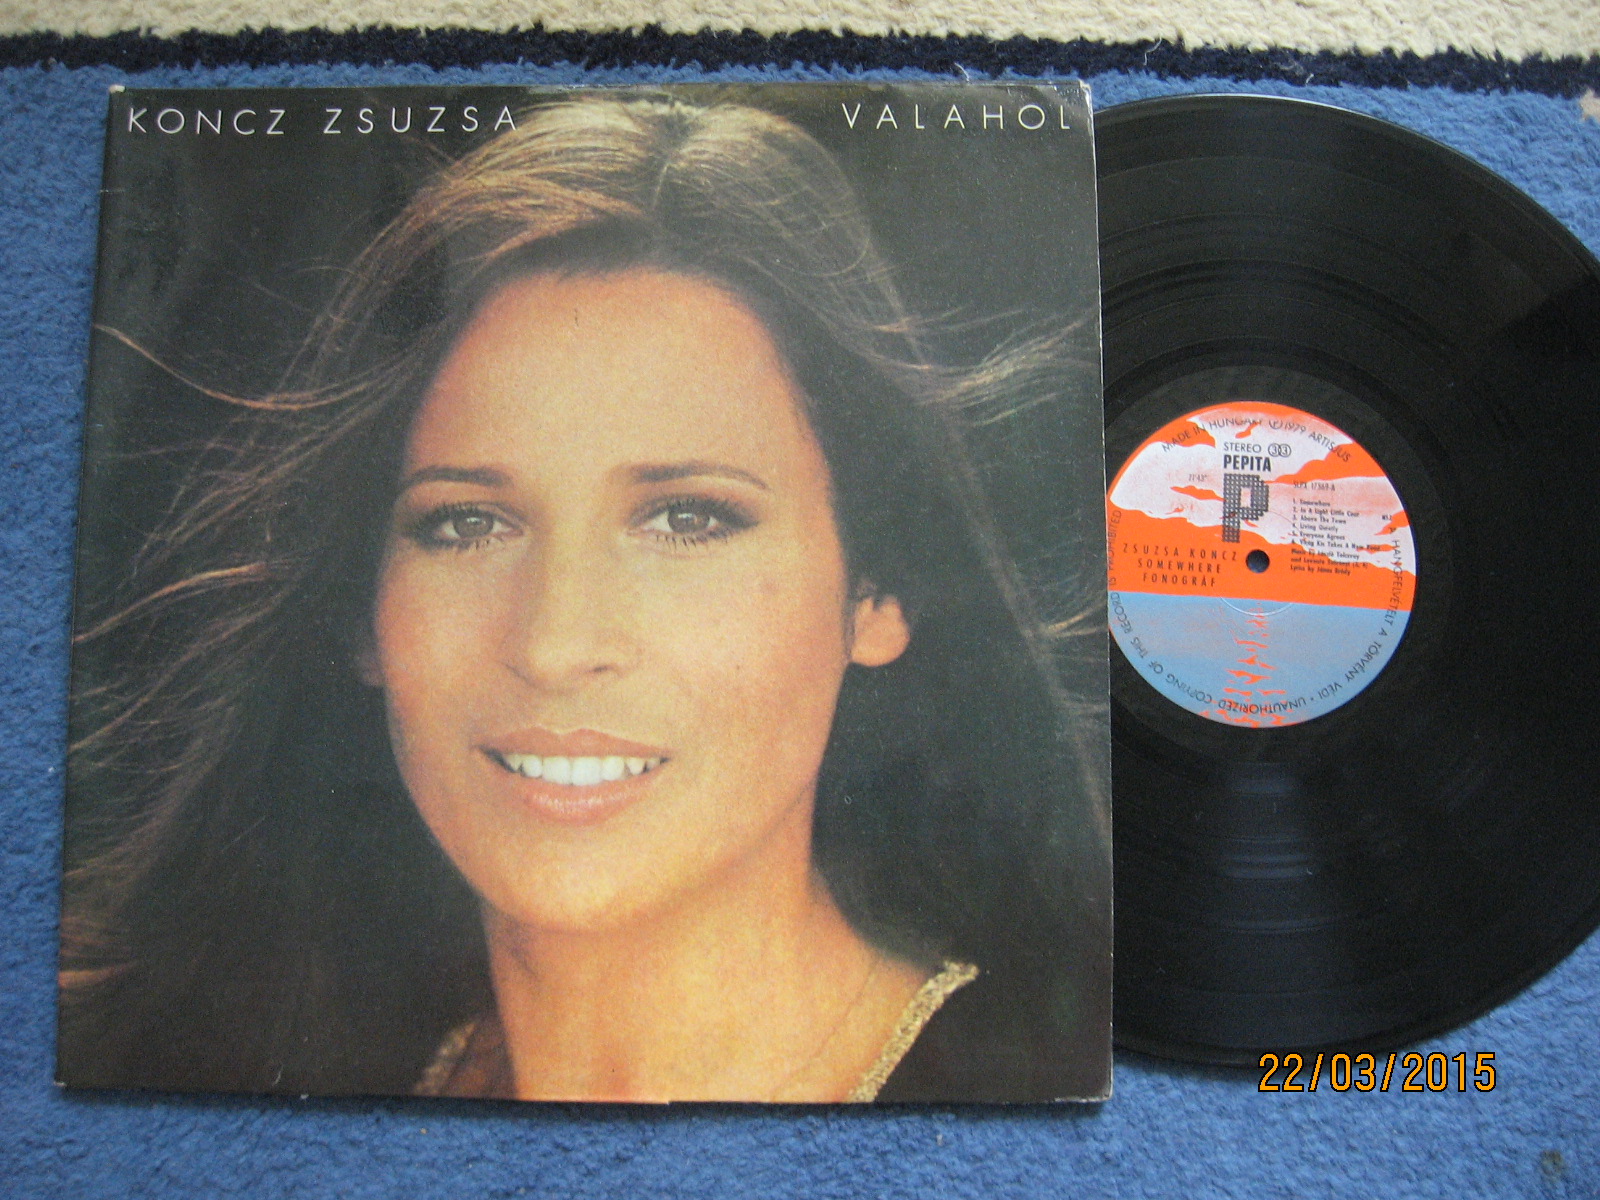 KONCZ ZSUZSA
VALAHOL
MADE IN HUNGARY Ⓟ 1979 ARTISJUS
STEREO 33
PEPITA
P
SLPX 17569-A
1. Somewhere
2. In A Light Little Coat
3. Above The Town
4. Living Quietly
5. Everyone Agrees
ZSUZSA KONCZ
SOMEWHERE
FONOGRÁF
Lyrics by János Bródy
A HANGFELVÉTELT A TÖRVÉNY VÉDI • UNAUTHORIZED COPYING OF THIS RECORD IS PROHIBITED
22/03/2015